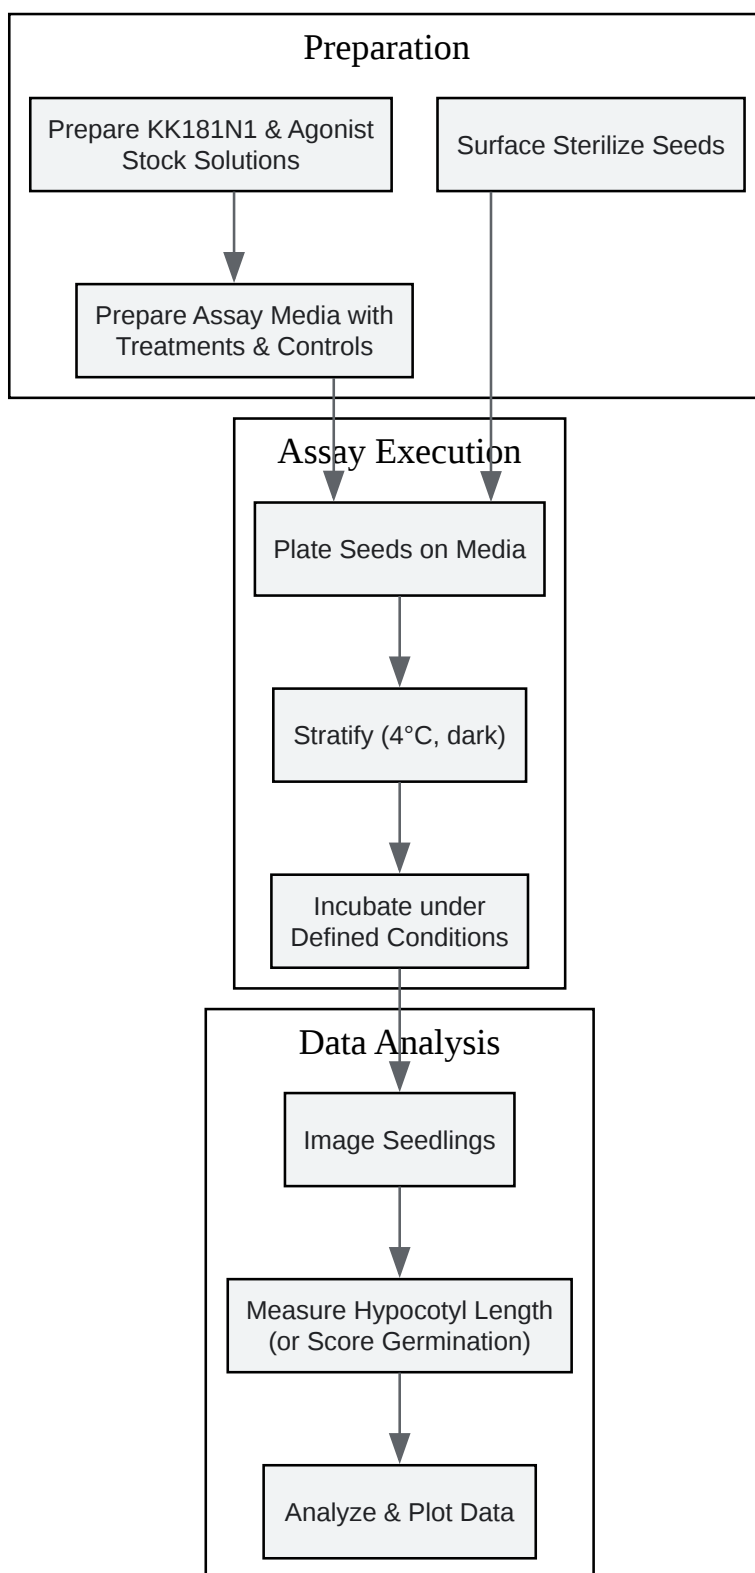 Preparation
Prepare KK181N1 & Agonist
Stock Solutions
Surface Sterilize Seeds
Prepare Assay Media with
Treatments & Controls
Assay Execution
Plate Seeds on Media
Stratify (4°C, dark)
Incubate under
Defined Conditions
Data Analysis
Image Seedlings
Measure Hypocotyl Length
(or Score Germination)
Analyze & Plot Data